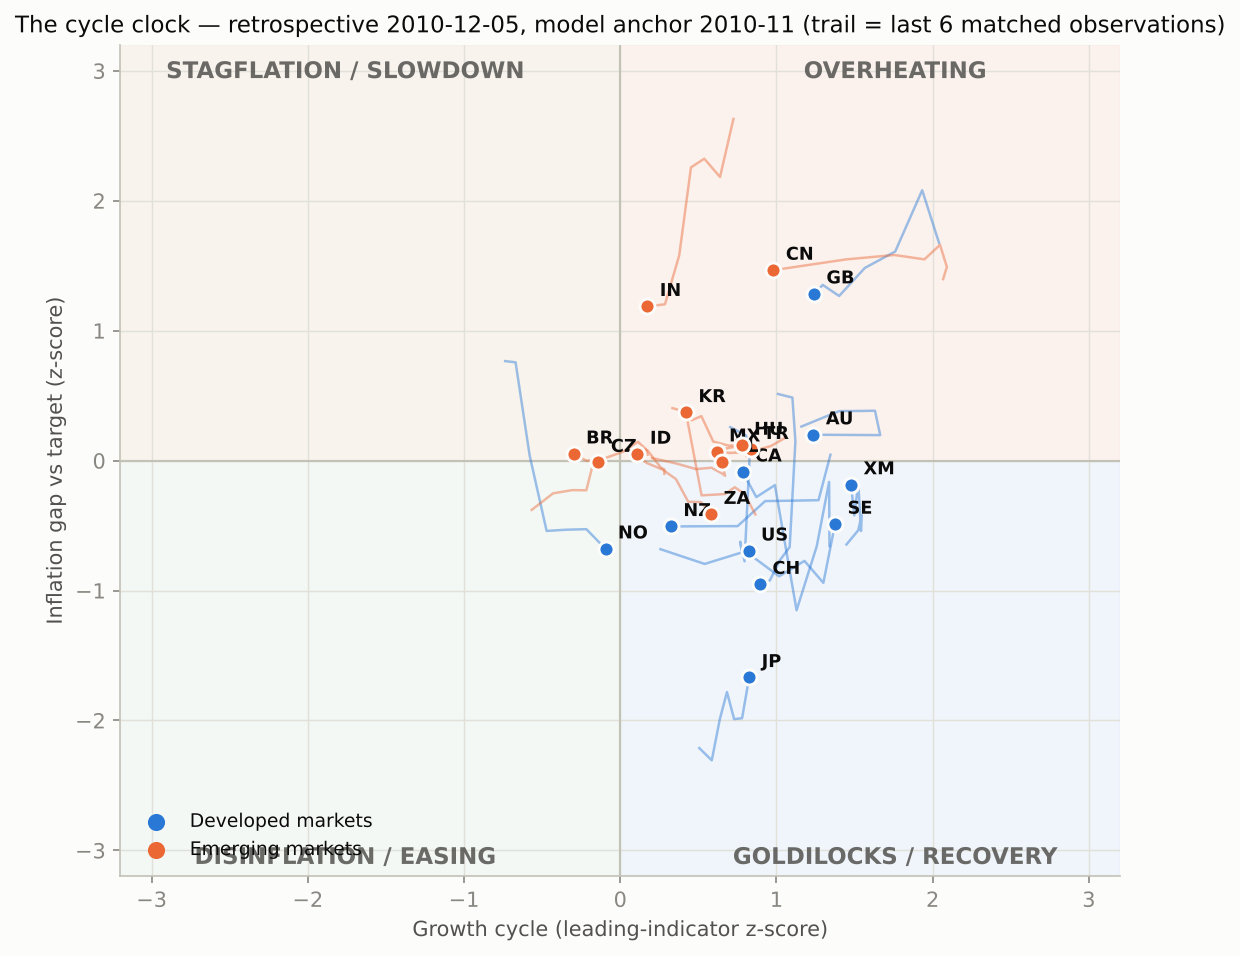 The cycle clock — retrospective 2010-12-05, model anchor 2010-11 (trail = last 6 matched observations)
STAGFLATION / SLOWDOWN
OVERHEATING
3
2
1
0
−1
−2
−3
Inflation gap vs target (z-score)
CN
GB
IN
KR
AU
BR
CZ
ID
MX
HU
TR
CA
XM
ZA
NZ
SE
NO
US
CH
JP
Developed markets
Emerging markets
DISINFLATION / EASING
GOLDILOCKS / RECOVERY
−3
−2
−1
0
1
2
3
Growth cycle (leading-indicator z-score)